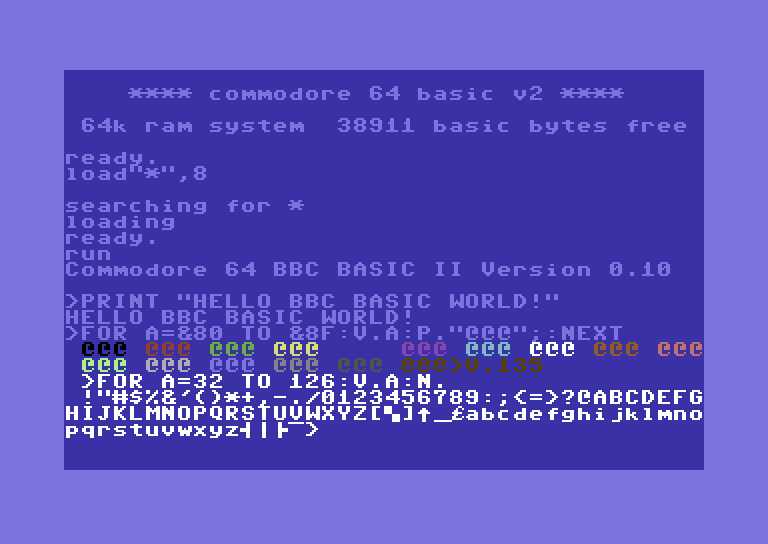 **** commodore 64 basic v2 ****
64k ram system  38911 basic bytes free
ready.
load"*",8
searching for *
loading
ready.
run
Commodore 64 BBC BASIC II Version 0.10
>PRINT "HELLO BBC BASIC WORLD!"
HELLO BBC BASIC WORLD!
>FOR A=&80 TO &8F:V.A:P."@@@"::NEXT
@@@ @@@ @@@ @@@ @@@ @@@ @@@ @@@ @@@
@@@ @@@ @@@ @@@ @@@ @@@>V.135
>FOR A=32 TO 126:V.A:N.
!"#$%&'()*+,-./0123456789:;<=>?@ABCDEFG
HIJKLMNOPQRSTUVWXYZ[▚]↑_£abcdefghijklmno
pqrstuvwxyz┤|├¯>